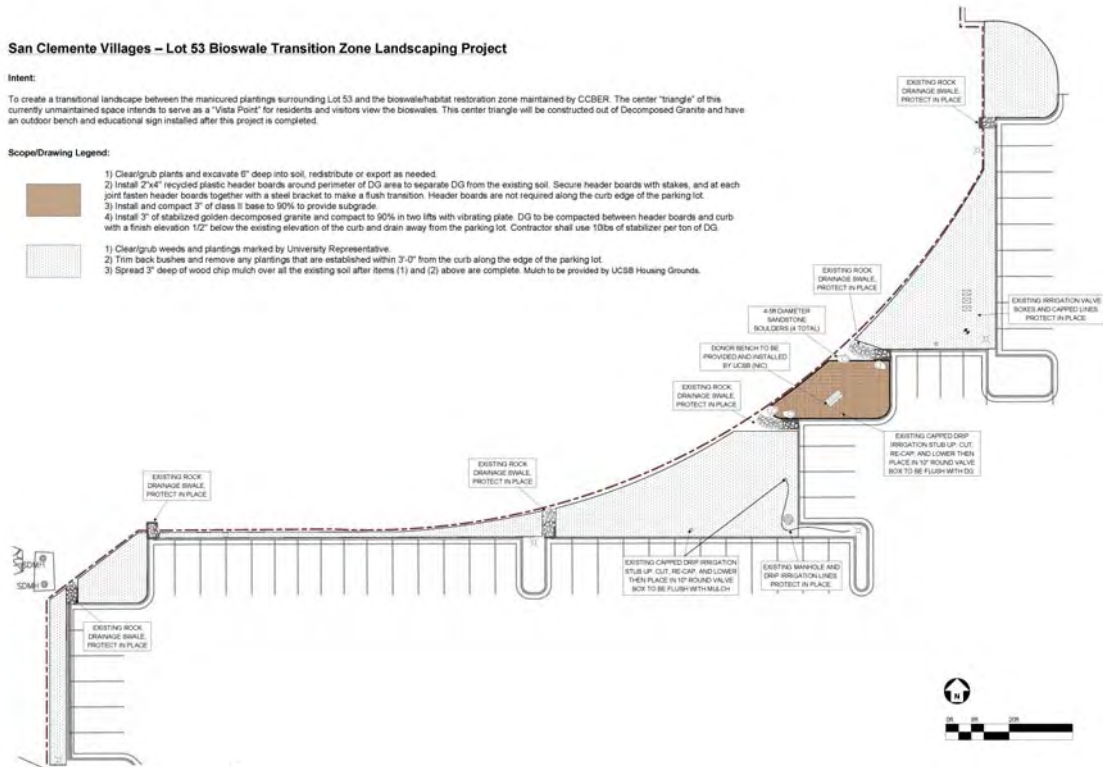 San Clemente Villages – Lot 53 Bioswale Transition Zone Landscaping Project
Intent:
To create a transitional landscape between the manicured plantings surrounding Lot 53 and the bioswale/habitat restoration zone maintained by CCBER. The center "triangle" of this
currently unmaintained space intends to serve as a "Vista Point" for residents and visitors view the bioswales. This center triangle will be constructed out of Decomposed Granite and have
an outdoor bench and educational sign installed after this project is completed.
Scope/Drawing Legend:
1) Clear/grub plants and excavate 6" deep into soil, redistribute or export as needed.
2) Install 2"x4" recycled plastic header boards around perimeter of DG area to separate DG from the existing soil. Secure header boards with stakes, and at each
joint fasten header boards together with a steel bracket to make a flush transition. Header boards are not required along the curb edge of the parking lot.
3) Install and compact 3" of class II base to 90% to provide subgrade.
4) Install 3" of stabilized golden decomposed granite and compact to 90% in two lifts with vibrating plate. DG to be compacted between header boards and curb
with a finish elevation 1/2" below the existing elevation of the curb and drain away from the parking lot. Contractor shall use 10lbs of stabilizer per ton of DG.
1) Clear/grub weeds and plantings marked by University Representative.
2) Trim back bushes and remove any plantings that are established within 3'-0" from the curb along the edge of the parking lot.
3) Spread 3" deep of wood chip mulch over all the existing soil after items (1) and (2) above are complete. Mulch to be provided by UCSB Housing Grounds.
EXISTING ROCK
DRAINAGE SWALE,
PROTECT IN PLACE
EXISTING ROCK
DRAINAGE SWALE,
PROTECT IN PLACE
EXISTING IRRIGATION VALVE
BOXES AND CAPPED LINES
PROTECT IN PLACE
4-5ft DIAMETER
SANDSTONE
BOULDERS (4 TOTAL)
DONOR BENCH TO BE
PROVIDED AND INSTALLED
BY UCSB (NIC)
EXISTING ROCK
DRAINAGE SWALE,
PROTECT IN PLACE
EXISTING CAPPED DRIP
IRRIGATION STUB UP: CUT,
RE-CAP, AND LOWER THEN
PLACE IN 10" ROUND VALVE
BOX TO BE FLUSH WITH DG
EXISTING ROCK
DRAINAGE SWALE,
PROTECT IN PLACE
EXISTING ROCK
DRAINAGE SWALE,
PROTECT IN PLACE
EXISTING CAPPED DRIP IRRIGATION
STUB UP: CUT, RE-CAP, AND LOWER
THEN PLACE IN 10" ROUND VALVE
BOX TO BE FLUSH WITH MULCH
EXISTING MANHOLE AND
DRIP IRRIGATION LINES
PROTECT IN PLACE
SDMH
SDMH
EXISTING ROCK
DRAINAGE SWALE,
PROTECT IN PLACE
N